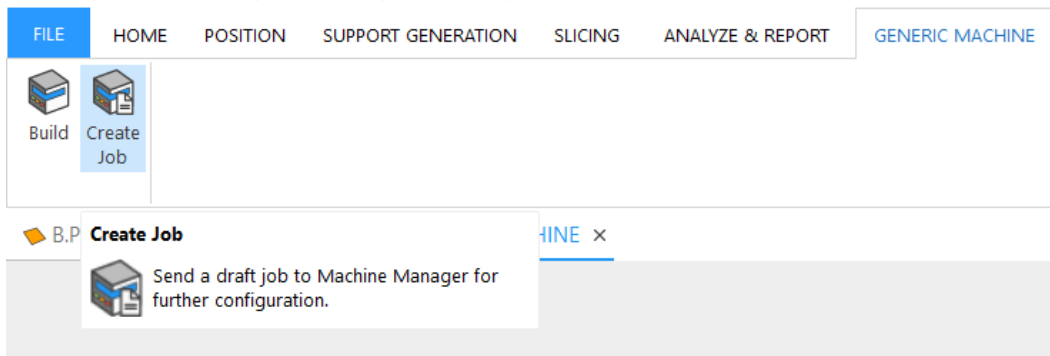 FILE HOME POSITION SUPPORT GENERATION SLICING ANALYZE & REPORT GENERIC MACHINE
Build Create
Job
B.P HINE ×
Create Job
Send a draft job to Machine Manager for
further configuration.